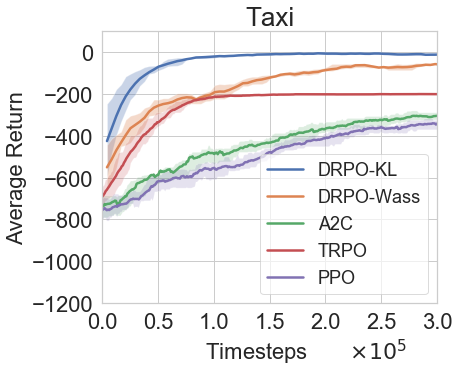 Taxi
Average Return
0
−200
−400
−600
−800
−1000
−1200
DRPO-KL
DRPO-Wass
A2C
TRPO
PPO
0.0 0.5 1.0 1.5 2.0 2.5 3.0
Timesteps ×10⁵